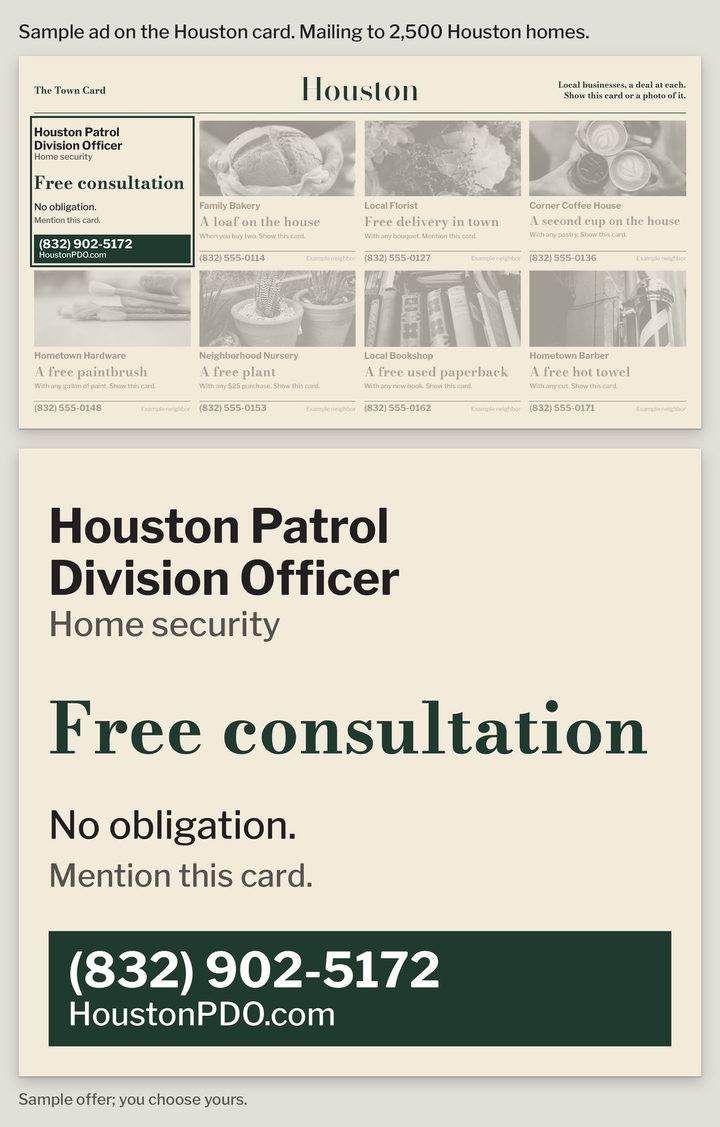 Sample ad on the Houston card. Mailing to 2,500 Houston homes.
The Town Card
Houston
Local businesses, a deal at each.
Show this card or a photo of it.
Houston Patrol
Division Officer
Home security
Free consultation
No obligation.
Mention this card.
(832) 902-5172
HoustonPDO.com
Family Bakery
A loaf on the house
When you buy two. Show this card.
(832) 555-0114
Example neighbor
Local Florist
Free delivery in town
With any bouquet. Mention this card.
(832) 555-0127
Example neighbor
Corner Coffee House
A second cup on the house
With any pastry. Show this card.
(832) 555-0136
Example neighbor
Hometown Hardware
A free paintbrush
With any gallon of paint. Show this card.
(832) 555-0148
Example neighbor
Neighborhood Nursery
A free plant
With any $25 purchase. Show this card.
(832) 555-0153
Example neighbor
Local Bookshop
A free used paperback
With any new book. Show this card.
(832) 555-0162
Example neighbor
Hometown Barber
A free hot towel
With any cut. Show this card.
(832) 555-0171
Example neighbor
Houston Patrol
Division Officer
Home security
Free consultation
No obligation.
Mention this card.
(832) 902-5172
HoustonPDO.com
Sample offer; you choose yours.